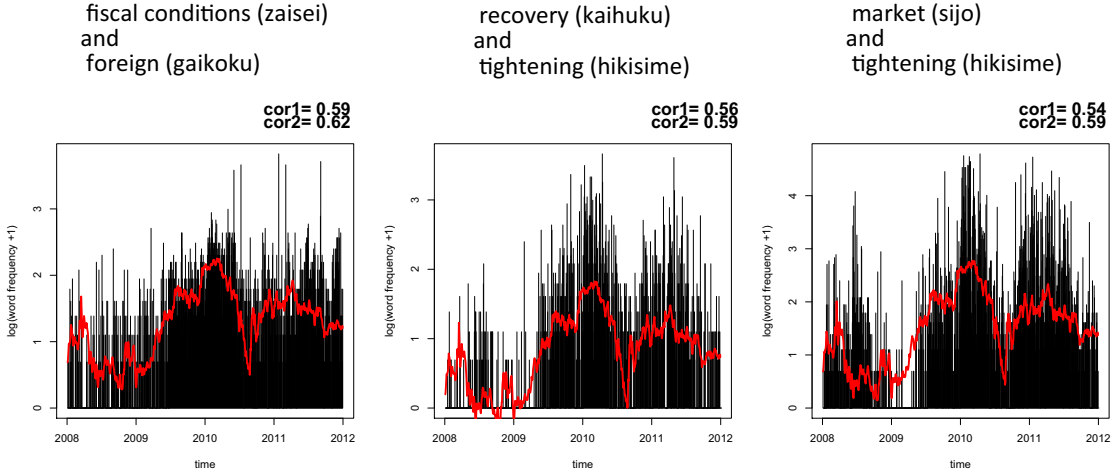 fiscal conditions (zaisei)
and
foreign (gaikoku)
cor1= 0.59
cor2= 0.62
log(word frequency +1)
3
2
1
0
2008 2009 2010 2011 2012
time
recovery (kaihuku)
and
tightening (hikisime)
cor1= 0.56
cor2= 0.59
log(word frequency +1)
3
2
1
0
2008 2009 2010 2011 2012
time
market (sijo)
and
tightening (hikisime)
cor1= 0.54
cor2= 0.59
log(word frequency +1)
4
3
2
1
0
2008 2009 2010 2011 2012
time